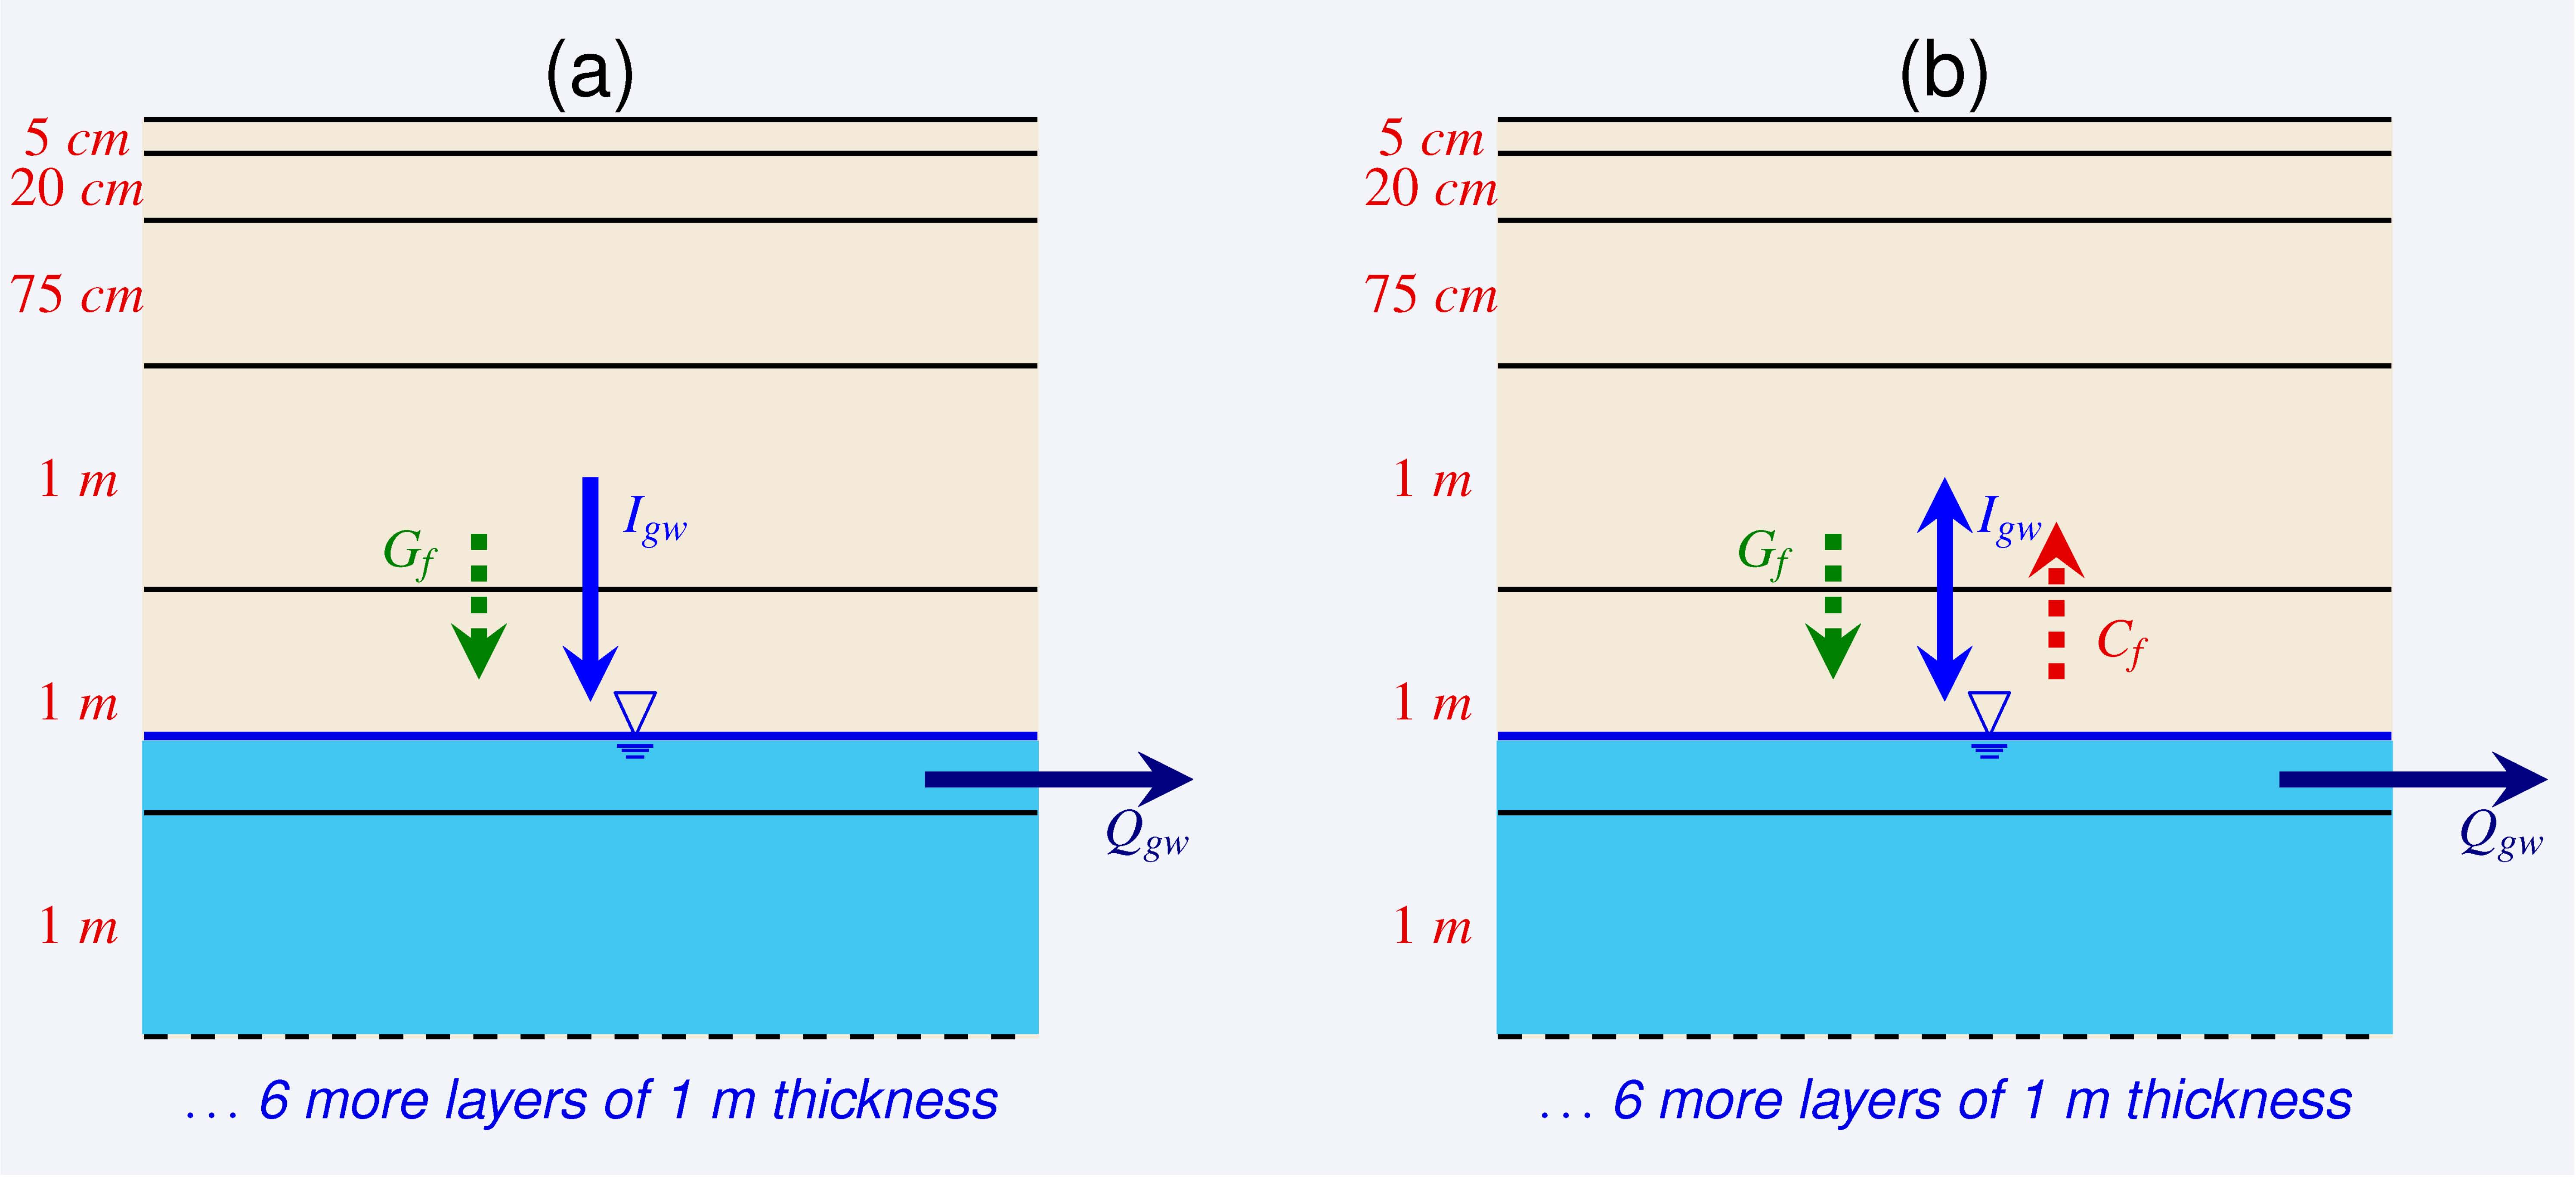 (a)
5 cm
20 cm
75 cm
1 m
G_f
I_gw
1 m
Q_gw
1 m
... 6 more layers of 1 m thickness
(b)
5 cm
20 cm
75 cm
1 m
G_f
I_gw
C_f
1 m
Q_gw
1 m
... 6 more layers of 1 m thickness